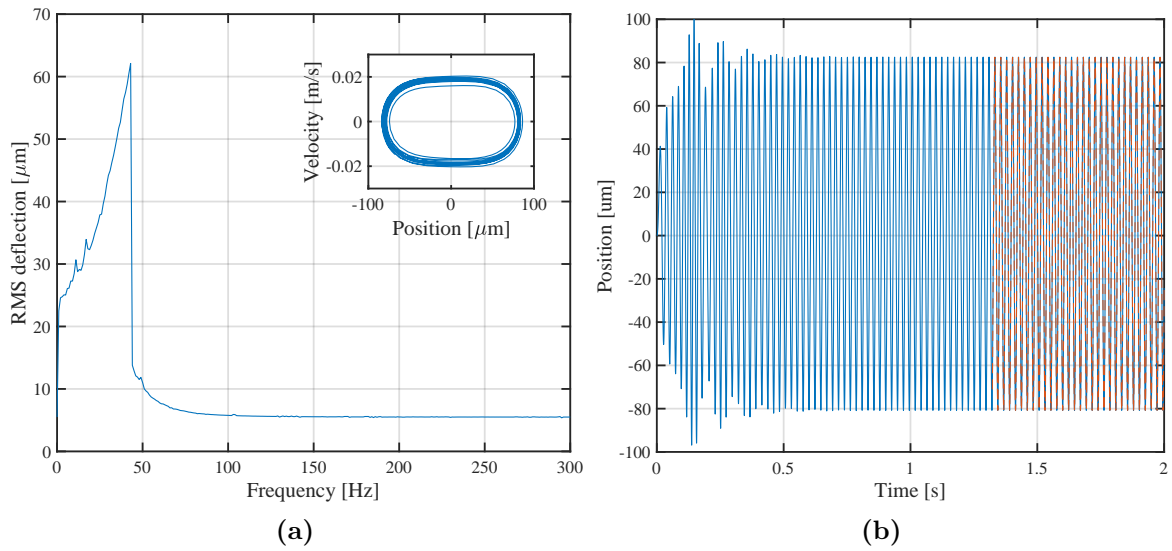 70
60
50
40
30
20
10
0
RMS deflection [μm]
0 50 100 150 200 250 300
Frequency [Hz]
0.02
0
-0.02
Velocity [m/s]
-100 0 100
Position [μm]
(a)
100
80
60
40
20
0
-20
-40
-60
-80
-100
Position [um]
0 0.5 1 1.5 2
Time [s]
(b)